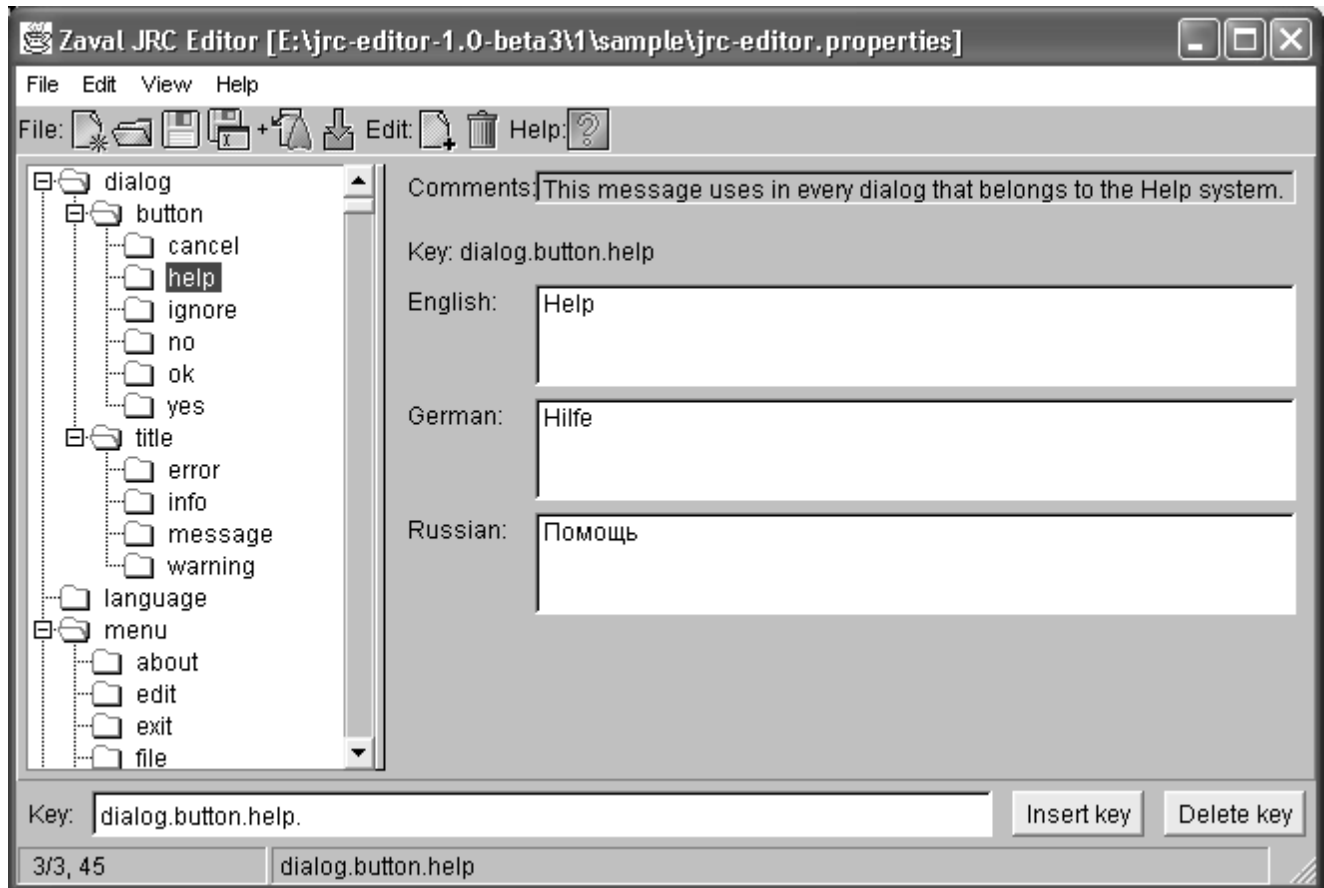 Zaval JRC Editor [E:\jrc-editor-1.0-beta3\1\sample\jrc-editor.properties]
File Edit View Help
File: + Edit: Help:
dialog
button
cancel
help
ignore
no
ok
yes
title
error
info
message
warning
language
menu
about
edit
exit
file
Comments: This message uses in every dialog that belongs to the Help system.
Key: dialog.button.help
English: Help
German: Hilfe
Russian: Помощь
Key: dialog.button.help. Insert key Delete key
3/3, 45 dialog.button.help